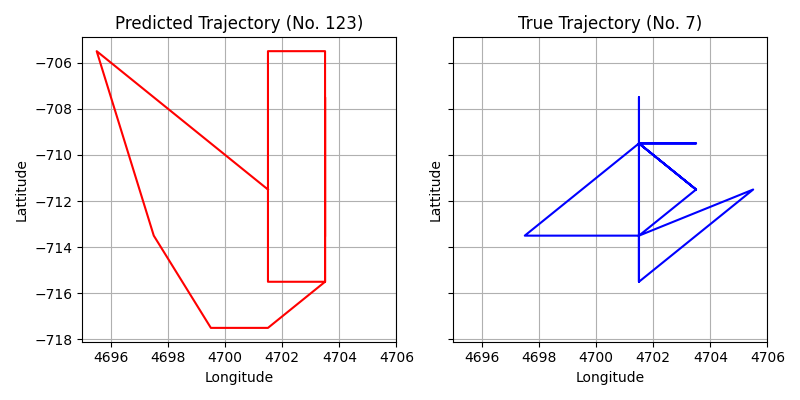 Predicted Trajectory (No. 123)
−706
−708
−710
−712
−714
−716
−718
Lattitude
4696 4698 4700 4702 4704 4706
Longitude
True Trajectory (No. 7)
Lattitude
4696 4698 4700 4702 4704 4706
Longitude